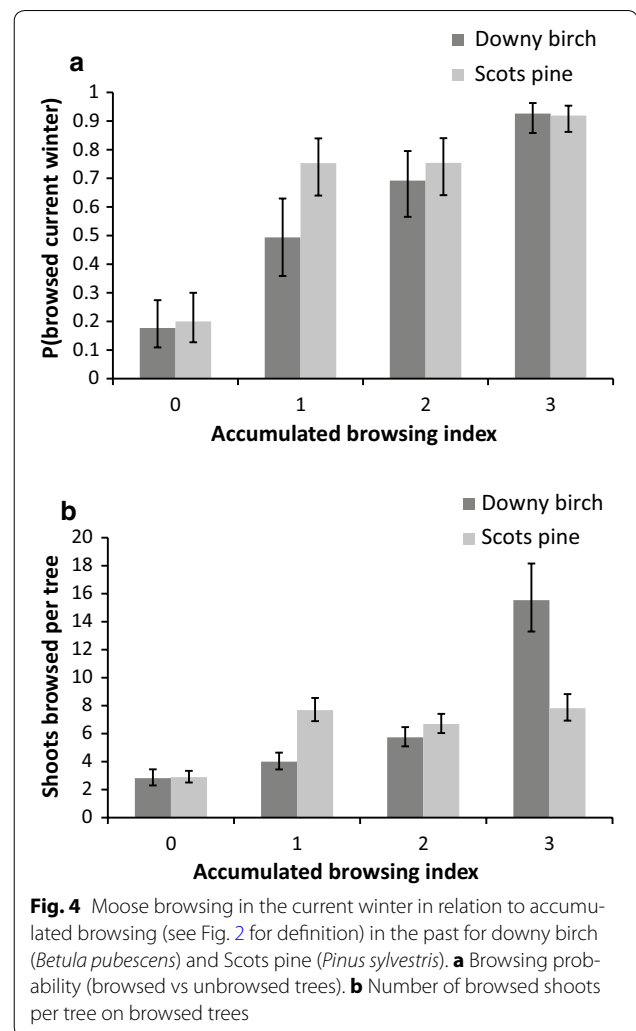 a
Downy birch
Scots pine
P(browsed current winter)
1
0.9
0.8
0.7
0.6
0.5
0.4
0.3
0.2
0.1
0
0 1 2 3
Accumulated browsing index
b
Downy birch
Scots pine
Shoots browsed per tree
20
18
16
14
12
10
8
6
4
2
0
0 1 2 3
Accumulated browsing index
Fig. 4 Moose browsing in the current winter in relation to accumu-
lated browsing (see Fig. 2 for definition) in the past for downy birch
(Betula pubescens) and Scots pine (Pinus sylvestris). a Browsing prob-
ability (browsed vs unbrowsed trees). b Number of browsed shoots
per tree on browsed trees